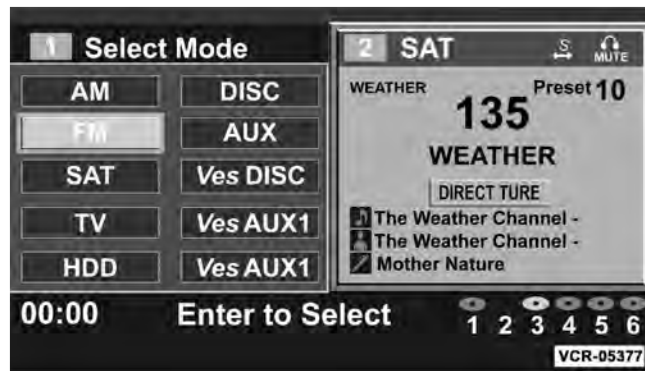 1 Select Mode
AM DISC
FM AUX
SAT Ves DISC
TV Ves AUX1
HDD Ves AUX1
2 SAT S MUTE
WEATHER Preset 10
135
WEATHER
DIRECT TURE
The Weather Channel -
The Weather Channel -
Mother Nature
00:00 Enter to Select 1 2 3 4 5 6
VCR-05377